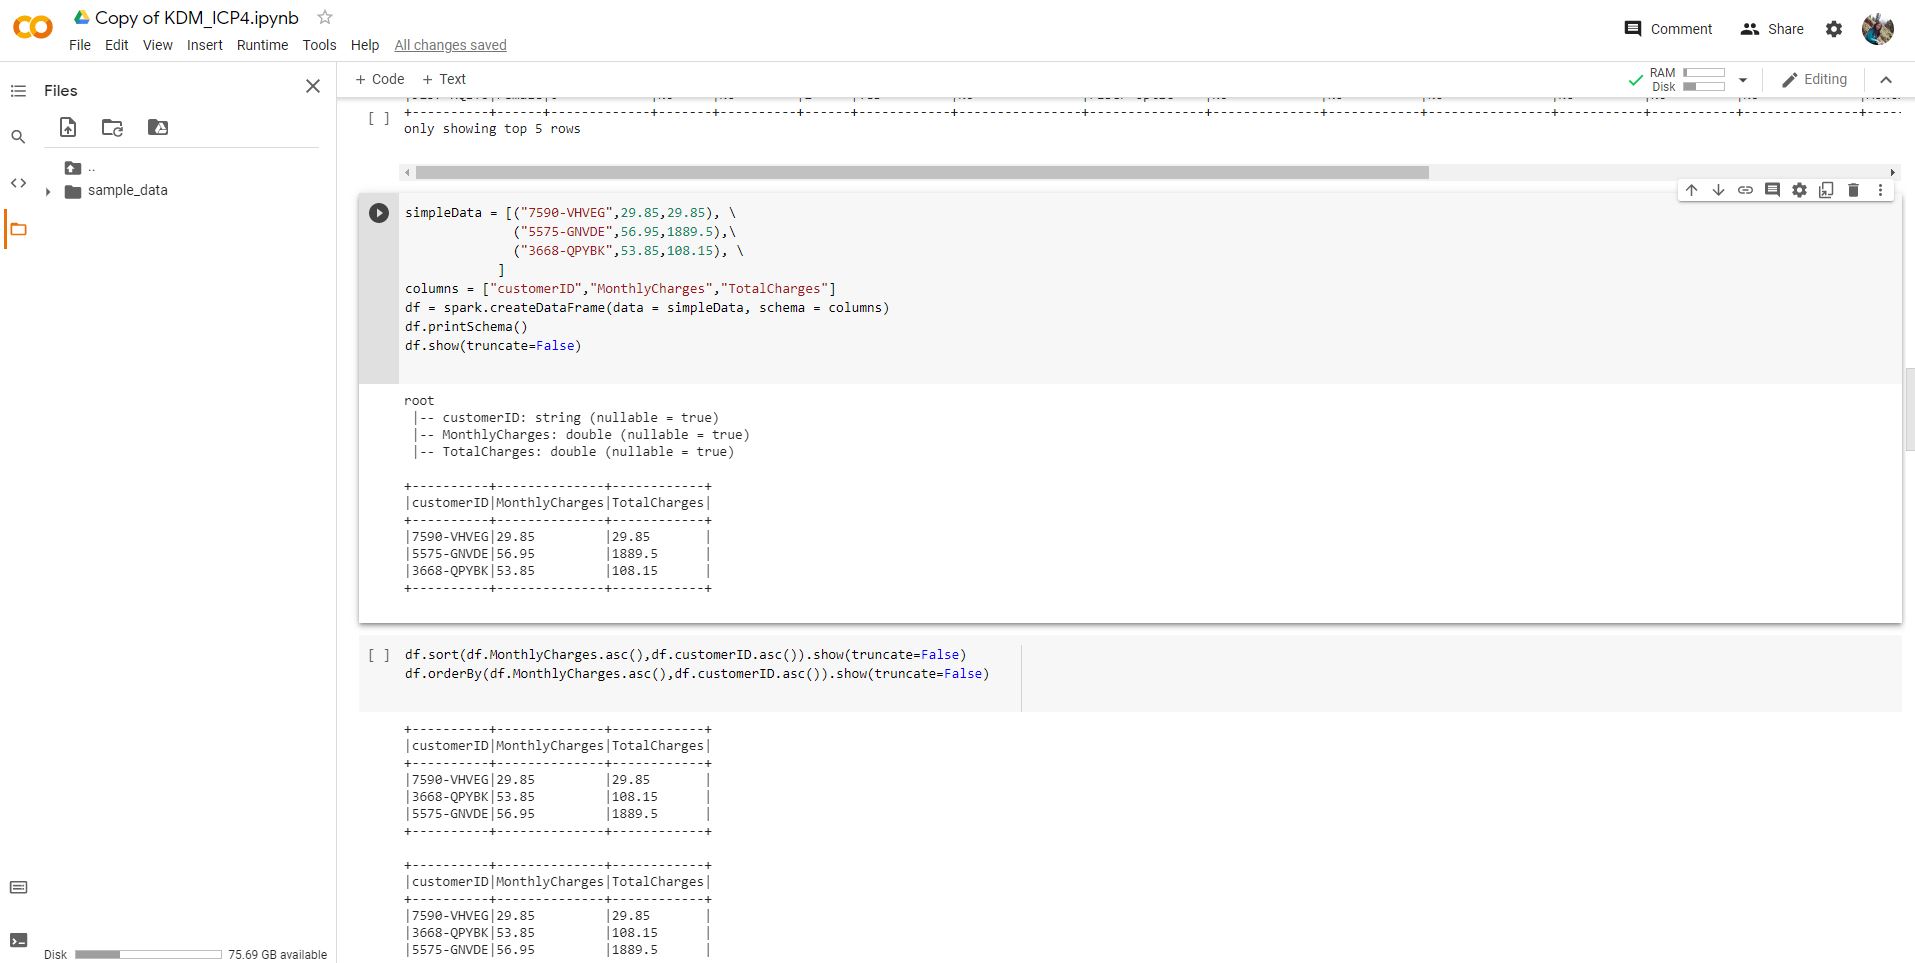 CO
Copy of KDM_ICP4.ipynb
File Edit View Insert Runtime Tools Help All changes saved
Comment
Share
Files
..
sample_data
Disk 75.69 GB available
+ Code + Text
RAM
Disk
Editing
[ ]
only showing top 5 rows
simpleData = [("7590-VHVEG",29.85,29.85), \
("5575-GNVDE",56.95,1889.5),\
("3668-QPYBK",53.85,108.15), \
]
columns = ["customerID","MonthlyCharges","TotalCharges"]
df = spark.createDataFrame(data = simpleData, schema = columns)
df.printSchema()
df.show(truncate=False)
root
|-- customerID: string (nullable = true)
|-- MonthlyCharges: double (nullable = true)
|-- TotalCharges: double (nullable = true)
+----------+--------------+------------+
|customerID|MonthlyCharges|TotalCharges|
+----------+--------------+------------+
|7590-VHVEG|29.85         |29.85       |
|5575-GNVDE|56.95         |1889.5      |
|3668-QPYBK|53.85         |108.15      |
+----------+--------------+------------+
[ ] df.sort(df.MonthlyCharges.asc(),df.customerID.asc()).show(truncate=False)
df.orderBy(df.MonthlyCharges.asc(),df.customerID.asc()).show(truncate=False)
+----------+--------------+------------+
|customerID|MonthlyCharges|TotalCharges|
+----------+--------------+------------+
|7590-VHVEG|29.85         |29.85       |
|3668-QPYBK|53.85         |108.15      |
|5575-GNVDE|56.95         |1889.5      |
+----------+--------------+------------+
+----------+--------------+------------+
|customerID|MonthlyCharges|TotalCharges|
+----------+--------------+------------+
|7590-VHVEG|29.85         |29.85       |
|3668-QPYBK|53.85         |108.15      |
|5575-GNVDE|56.95         |1889.5      |